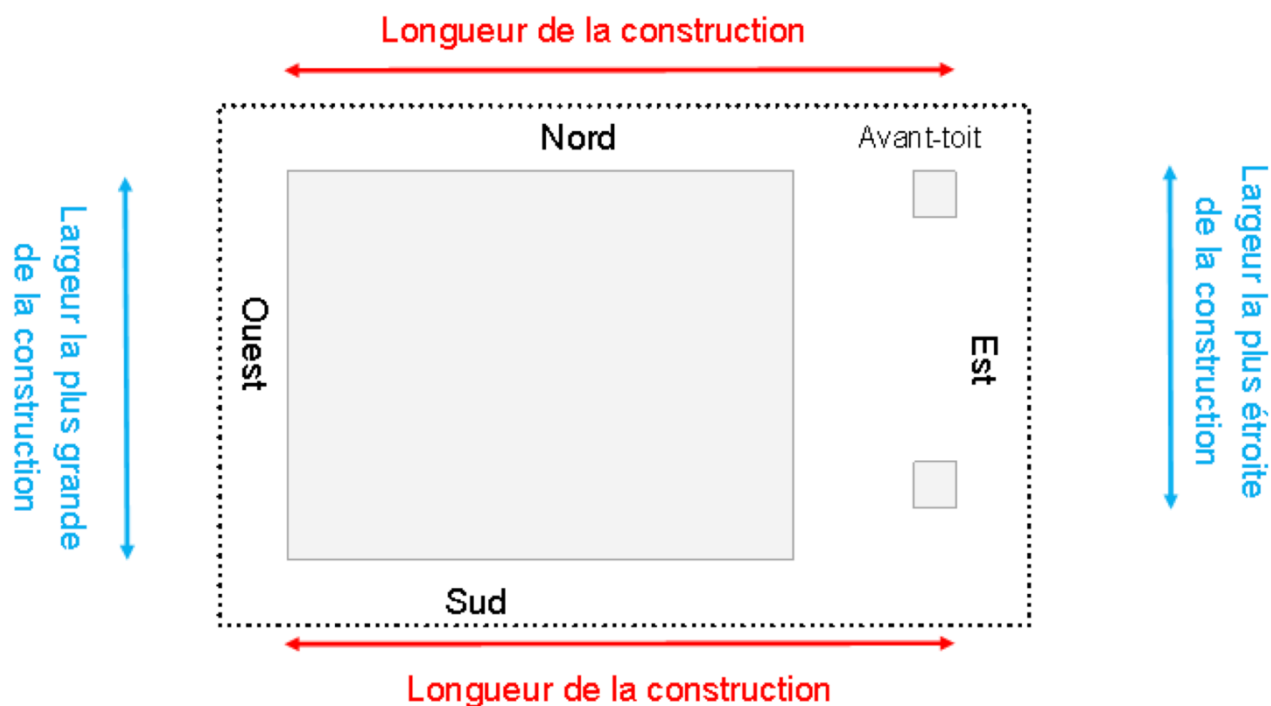 Longueur de la construction
Nord
Avant-toit
Largeur la plus grande
de la construction
Ouest
Est
Largeur la plus étroite
de la construction
Sud
Longueur de la construction